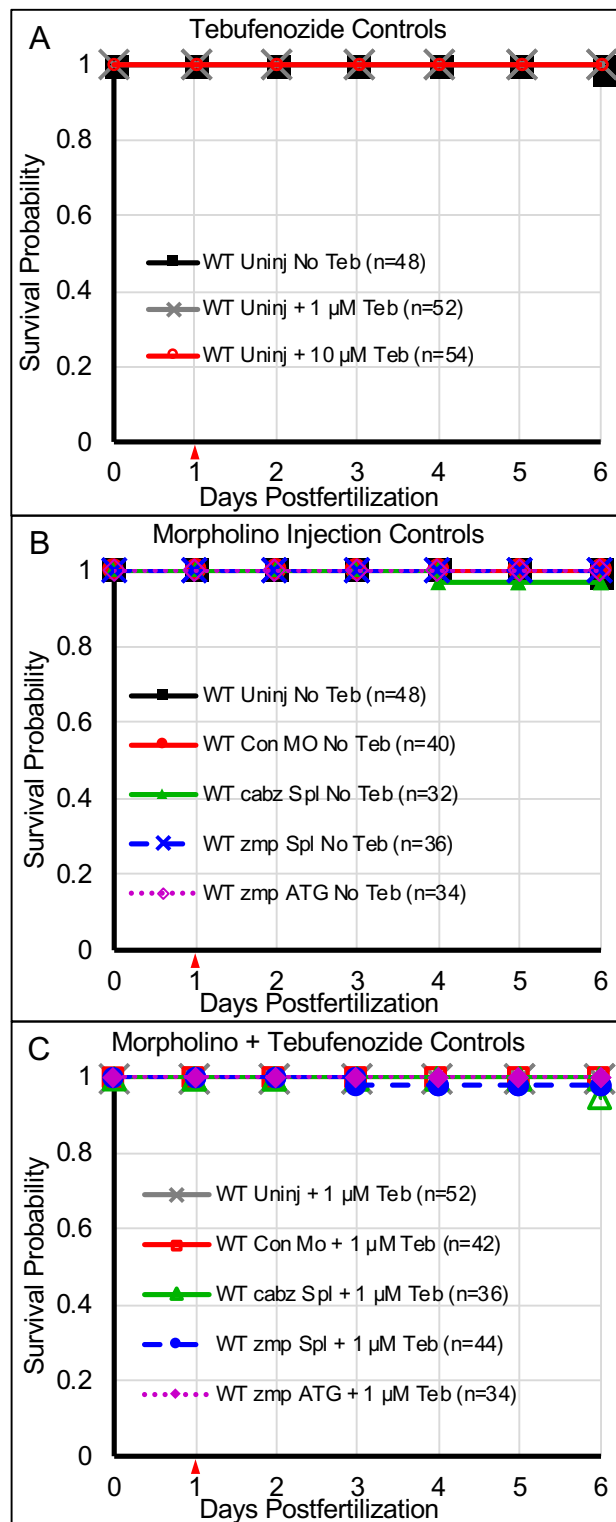 A
Tebufenozide Controls
1
0.8
0.6
0.4
0.2
0
Survival Probability
WT Uninj No Teb (n=48)
WT Uninj + 1 µM Teb (n=52)
WT Uninj + 10 µM Teb (n=54)
0 1 2 3 4 5 6
Days Postfertilization
B
Morpholino Injection Controls
1
0.8
0.6
0.4
0.2
0
Survival Probability
WT Uninj No Teb (n=48)
WT Con MO No Teb (n=40)
WT cabz Spl No Teb (n=32)
WT zmp Spl No Teb (n=36)
WT zmp ATG No Teb (n=34)
0 1 2 3 4 5 6
Days Postfertilization
C
Morpholino + Tebufenozide Controls
1
0.8
0.6
0.4
0.2
0
Survival Probability
WT Uninj + 1 µM Teb (n=52)
WT Con Mo + 1 µM Teb (n=42)
WT cabz Spl + 1 µM Teb (n=36)
WT zmp Spl + 1 µM Teb (n=44)
WT zmp ATG + 1 µM Teb (n=34)
0 1 2 3 4 5 6
Days Postfertilization